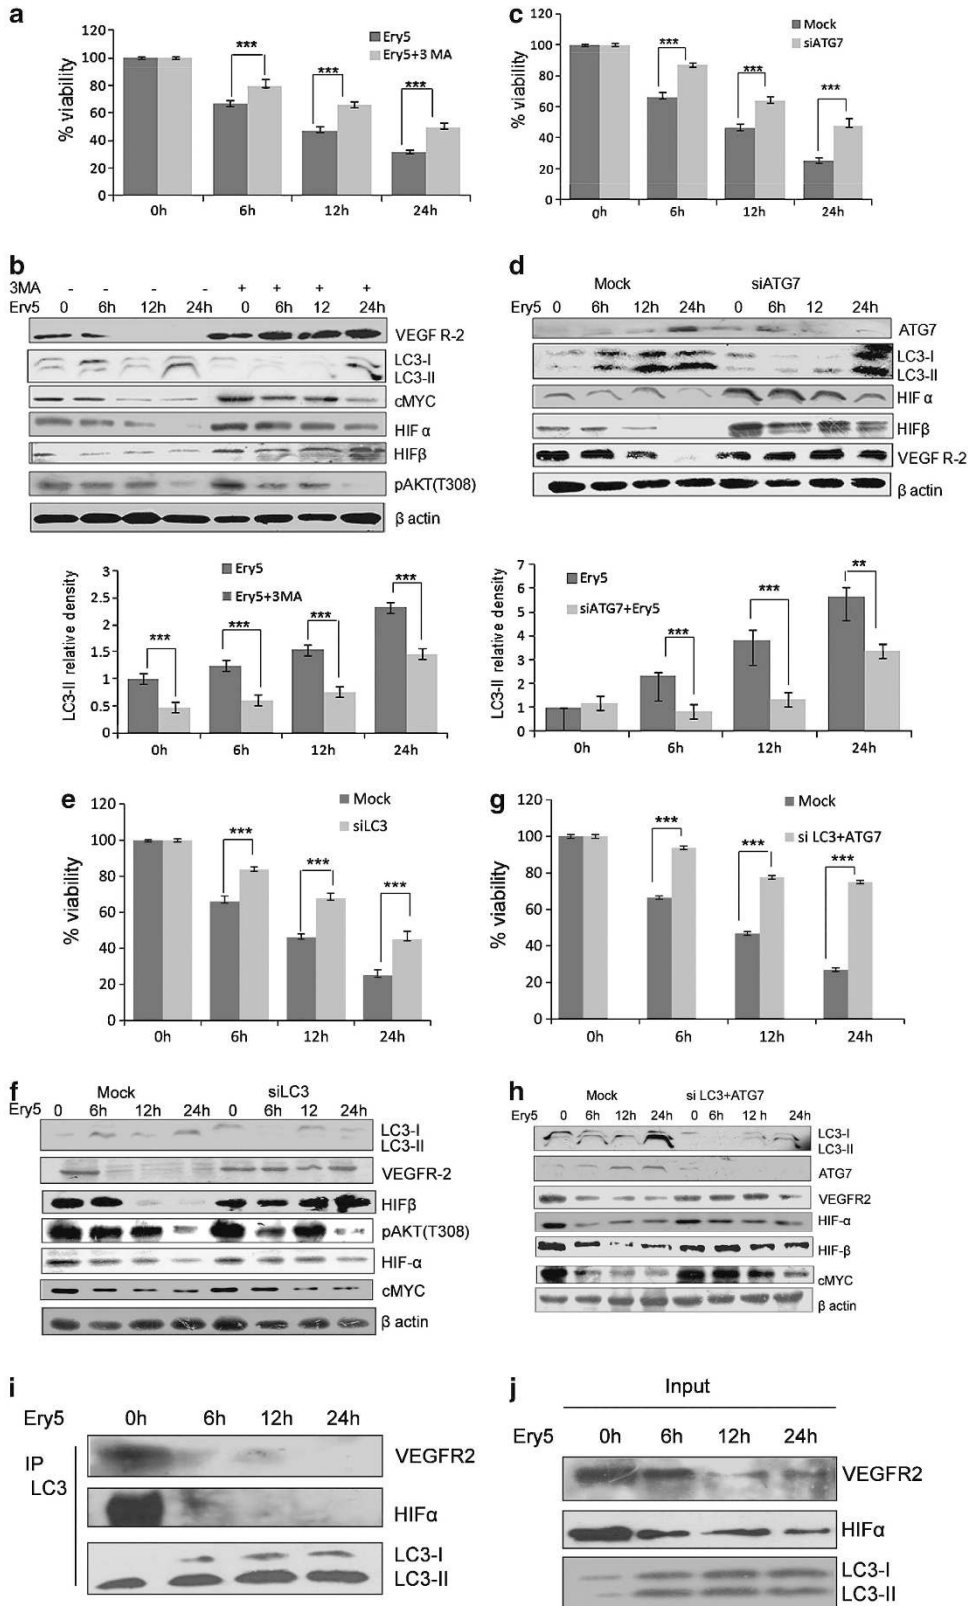 a
Ery5
Ery5+3 MA
% viability
120
100
80
60
40
20
0
***
***
***
0h 6h 12h 24h
c
Mock
siATG7
% viability
120
100
80
60
40
20
0
***
***
***
0h 6h 12h 24h
b
3MA - - - - + + + +
Ery5 0 6h 12h 24h 0 6h 12 24h
VEGF R-2
LC3-I
LC3-II
cMYC
HIF α
HIFβ
pAKT(T308)
β actin
LC3-II relative density
3
2.5
2
1.5
1
0.5
0
Ery5
Ery5+3MA
***
***
***
***
0h 6h 12h 24h
d
Mock siATG7
Ery5 0 6h 12h 24h 0 6h 12 24h
ATG7
LC3-I
LC3-II
HIF α
HIFβ
VEGF R-2
β actin
LC3-II relative density
7
6
5
4
3
2
1
0
Ery5
siATG7+Ery5
***
***
**
0h 6h 12h 24h
e
Mock
siLC3
% viability
120
100
80
60
40
20
0
***
***
***
0h 6h 12h 24h
g
Mock
si LC3+ATG7
% viability
120
100
80
60
40
20
0
***
***
***
0h 6h 12h 24h
f
Mock siLC3
Ery5 0 6h 12h 24h 0 6h 12 24h
LC3-I
LC3-II
VEGFR-2
HIFβ
pAKT(T308)
HIF-α
cMYC
β actin
h
Mock si LC3+ATG7
Ery5 0 6h 12h 24h 0 6h 12 h 24h
LC3-I
LC3-II
ATG7
VEGFR2
HIF-α
HIF-β
cMYC
β actin
i
Ery5 0h 6h 12h 24h
IP
LC3
VEGFR2
HIFα
LC3-I
LC3-II
j
Input
Ery5 0h 6h 12h 24h
VEGFR2
HIFα
LC3-I
LC3-II